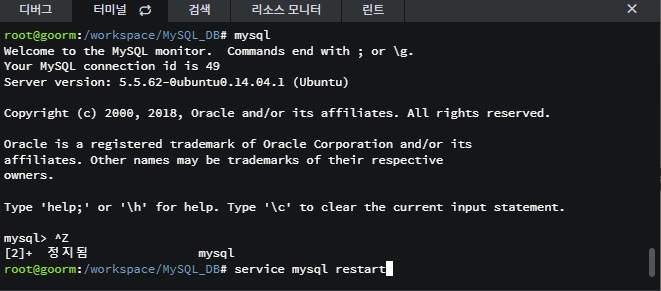 디버그 터미널 검색 리소스 모니터 린트
root@goorm:/workspace/MySQL_DB# mysql
Welcome to the MySQL monitor.  Commands end with ; or \g.
Your MySQL connection id is 49
Server version: 5.5.62-0ubuntu0.14.04.1 (Ubuntu)
Copyright (c) 2000, 2018, Oracle and/or its affiliates. All rights reserved.
Oracle is a registered trademark of Oracle Corporation and/or its
affiliates. Other names may be trademarks of their respective
owners.
Type 'help;' or '\h' for help. Type '\c' to clear the current input statement.
mysql> ^Z
[2]+  정지됨                 mysql
root@goorm:/workspace/MySQL_DB# service mysql restart